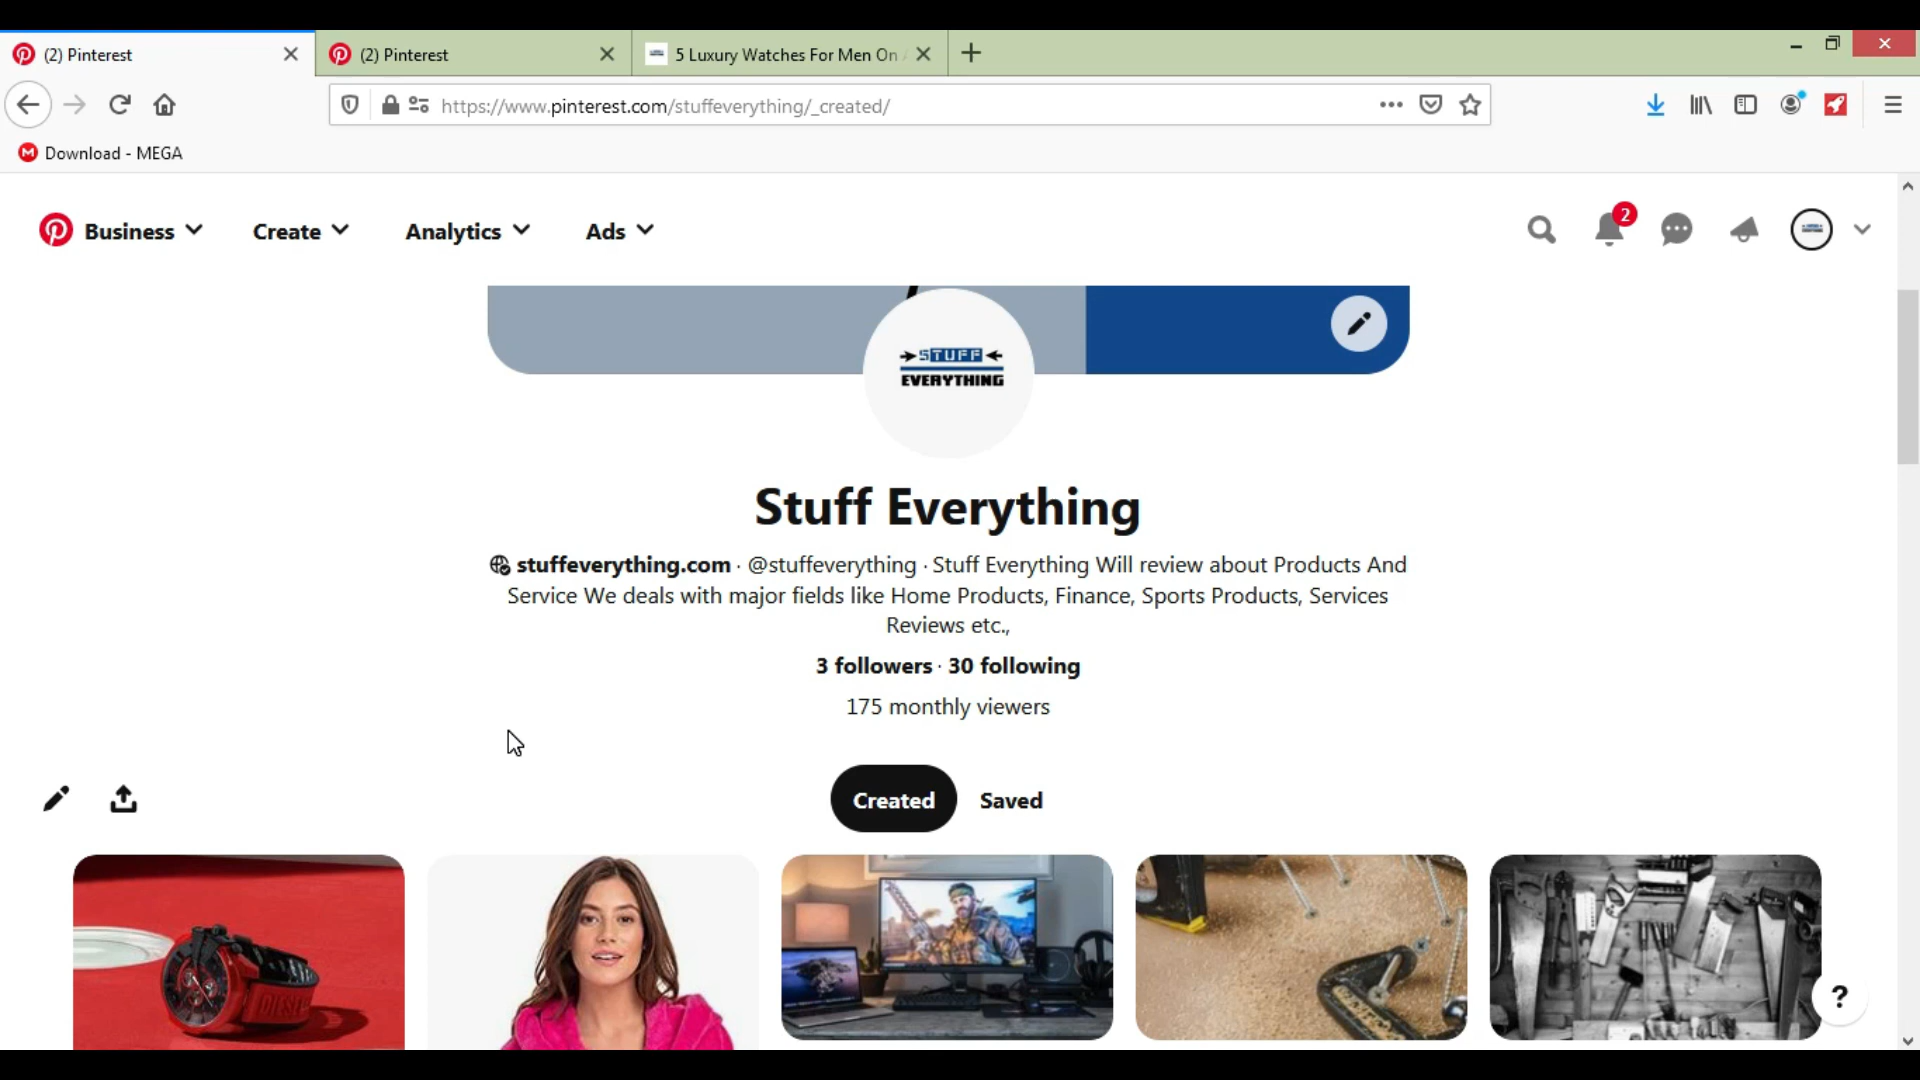 (2) Pinterest
(2) Pinterest
5 Luxury Watches For Men On
https://www.pinterest.com/stuffeverything/_created/
Download - MEGA
Business
Create
Analytics
Ads
2
STUFF
EVERYTHING
Stuff Everything
stuffeverything.com · @stuffeverything · Stuff Everything Will review about Products And
Service We deals with major fields like Home Products, Finance, Sports Products, Services
Reviews etc.,
3 followers · 30 following
175 monthly viewers
Created
Saved
DIESEL
?